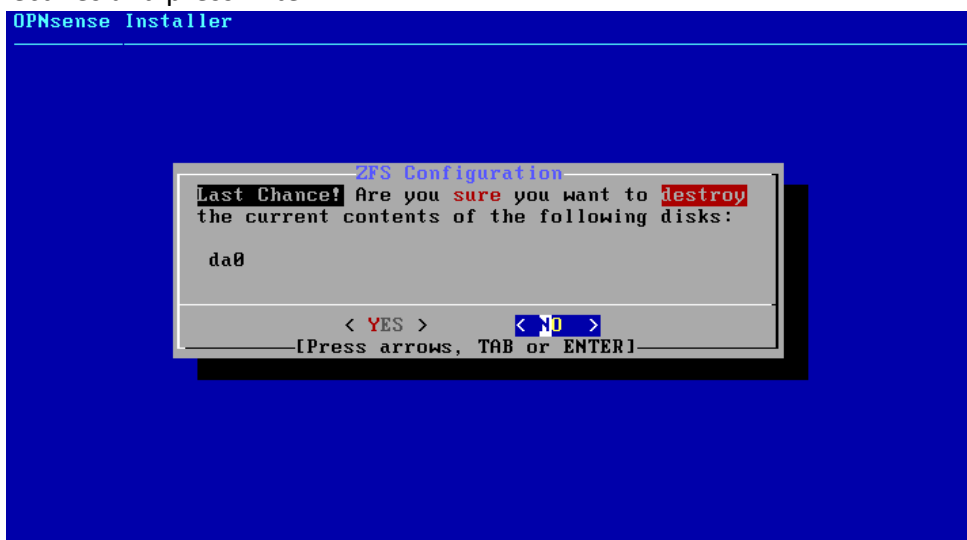 OPNsense Installer
ZFS Configuration
Last Chance! Are you sure you want to destroy
the current contents of the following disks:
da0
< YES > < NO >
[Press arrows, TAB or ENTER]